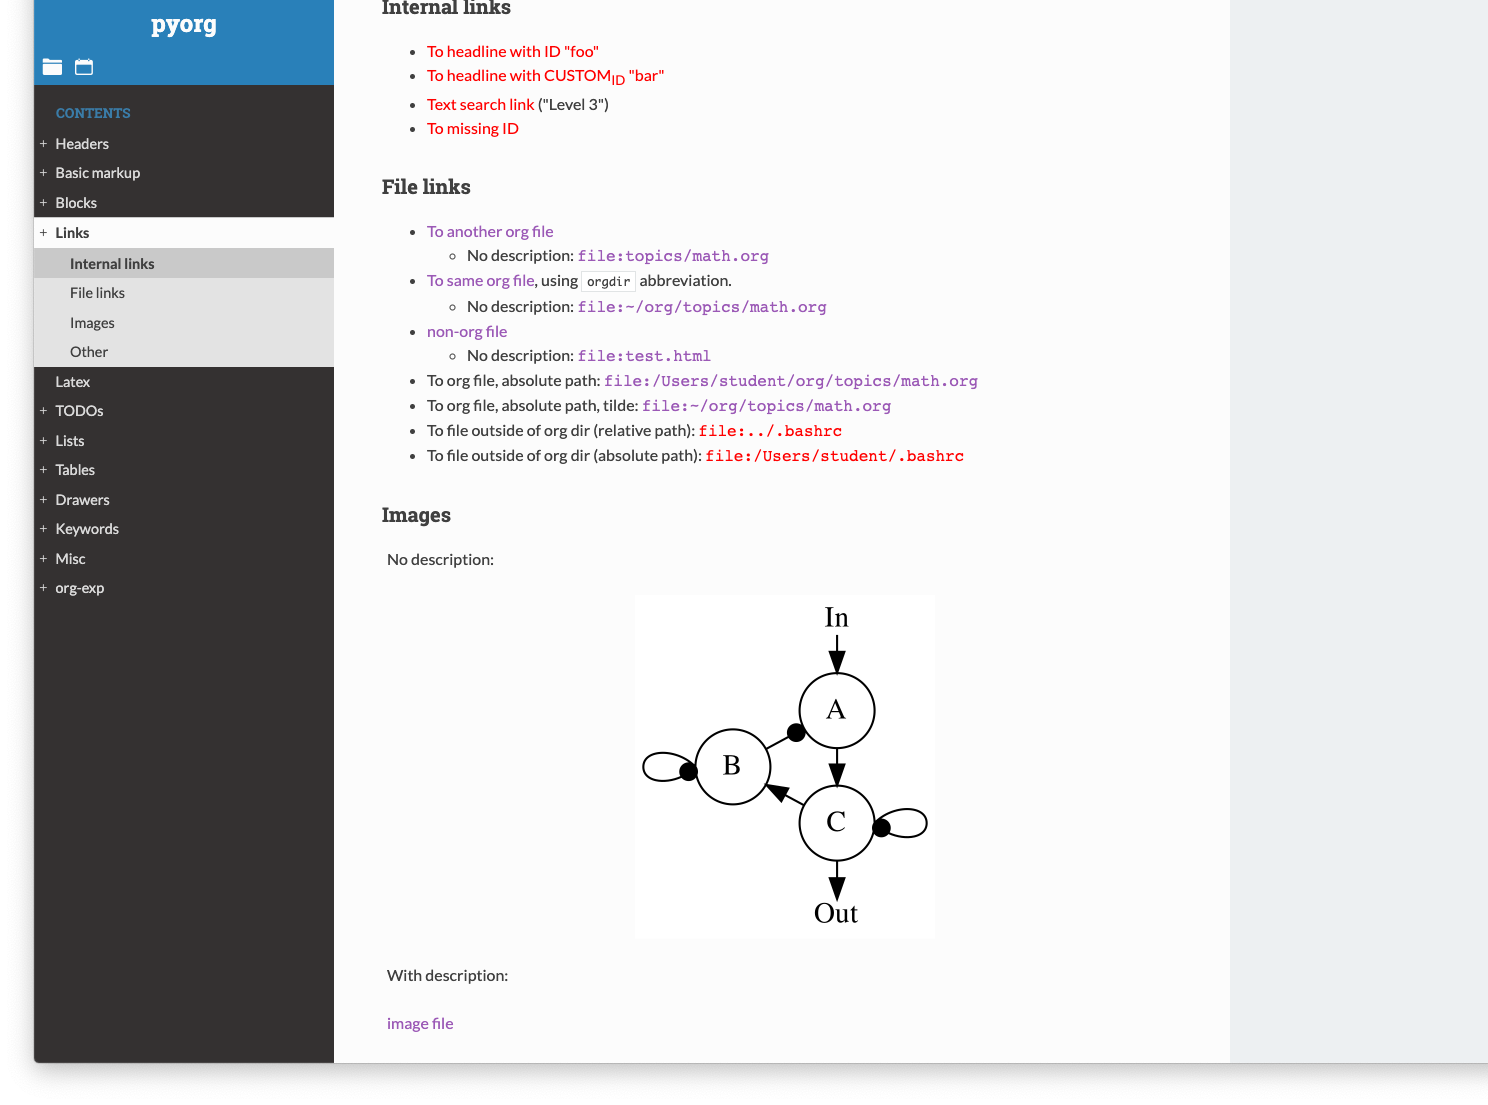 pyorg
CONTENTS
+ Headers
+ Basic markup
+ Blocks
+ Links
Internal links
File links
Images
Other
Latex
+ TODOs
+ Lists
+ Tables
+ Drawers
+ Keywords
+ Misc
+ org-exp
Internal links
• To headline with ID "foo"
• To headline with CUSTOMID "bar"
• Text search link ("Level 3")
• To missing ID
File links
• To another org file
◦ No description: file:topics/math.org
• To same org file, using orgdir abbreviation.
◦ No description: file:~/org/topics/math.org
• non-org file
◦ No description: file:test.html
• To org file, absolute path: file:/Users/student/org/topics/math.org
• To org file, absolute path, tilde: file:~/org/topics/math.org
• To file outside of org dir (relative path): file:../.bashrc
• To file outside of org dir (absolute path): file:/Users/student/.bashrc
Images
No description:
In
A
B
C
Out
With description:
image file